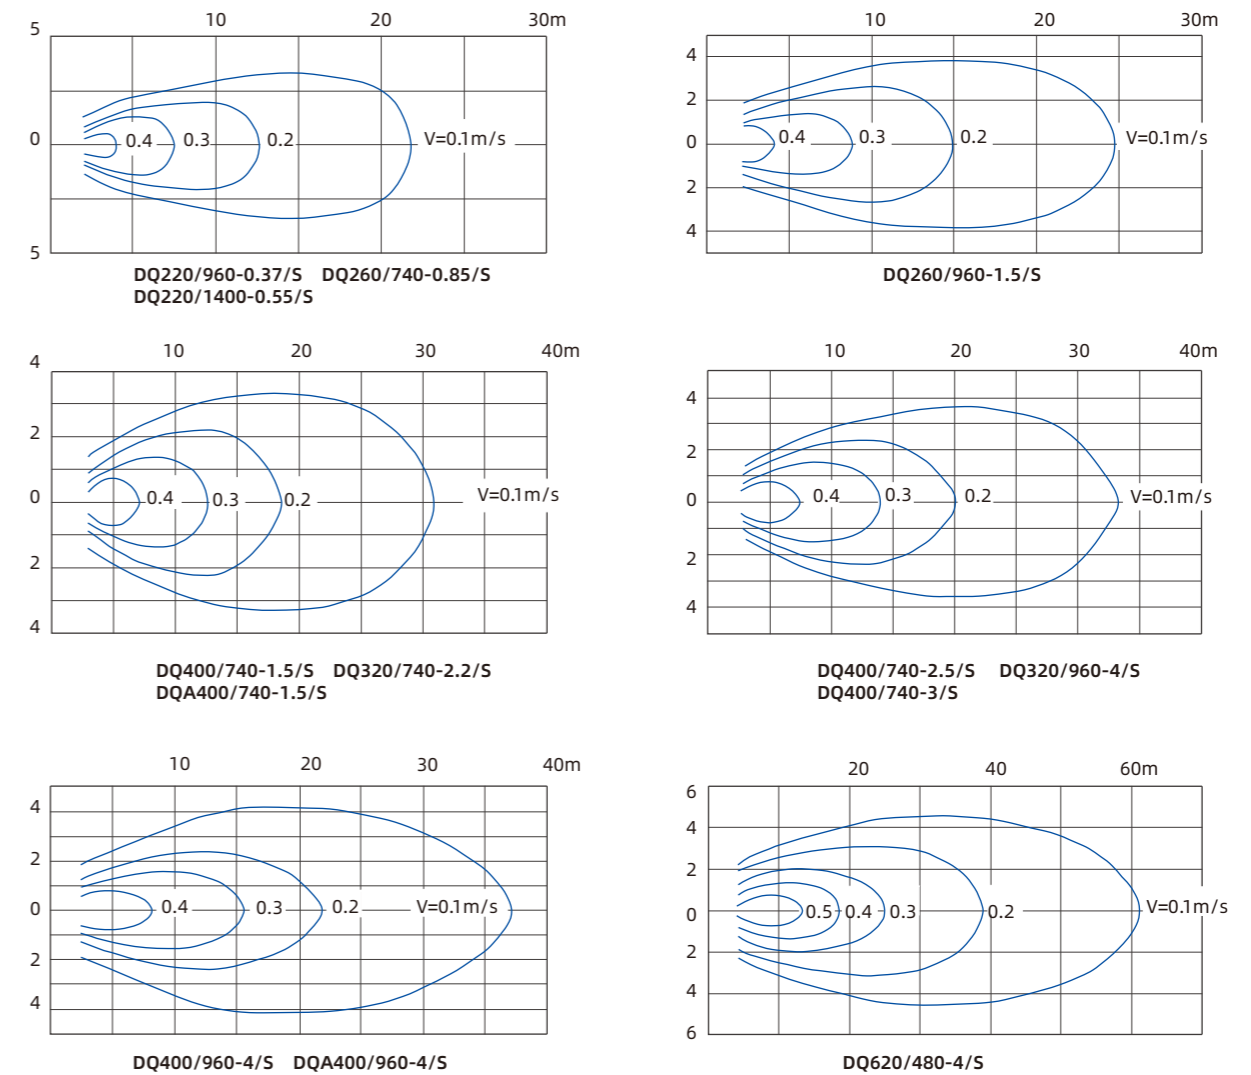 10 20 30m
5
0
5
0.4 0.3 0.2 V=0.1m/s
DQ220/960-0.37/S DQ260/740-0.85/S
DQ220/1400-0.55/S
10 20 30m
4
2
0
2
4
0.4 0.3 0.2 V=0.1m/s
DQ260/960-1.5/S
10 20 30 40m
4
2
0
2
4
0.4 0.3 0.2 V=0.1m/s
DQ400/740-1.5/S DQ320/740-2.2/S
DQA400/740-1.5/S
10 20 30 40m
4
2
0
2
4
0.4 0.3 0.2 V=0.1m/s
DQ400/740-2.5/S DQ320/960-4/S
DQ400/740-3/S
10 20 30 40m
4
2
0
2
4
0.4 0.3 0.2 V=0.1m/s
DQ400/960-4/S DQA400/960-4/S
20 40 60m
6
4
2
0
2
4
6
0.5 0.4 0.3 0.2 V=0.1m/s
DQ620/480-4/S